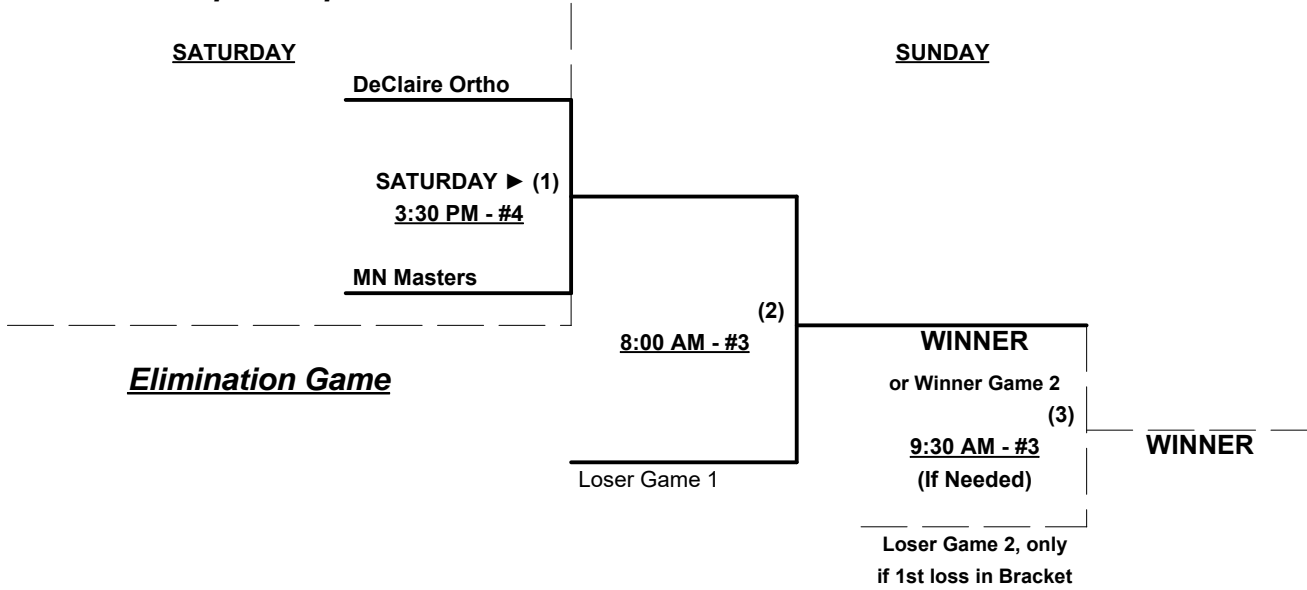 SATURDAY
SUNDAY
DeClaire Ortho
SATURDAY ► (1)
3:30 PM - #4
MN Masters
(2)
8:00 AM - #3
WINNER
Elimination Game
or Winner Game 2
(3)
9:30 AM - #3
WINNER
Loser Game 1
(If Needed)
Loser Game 2, only
if 1st loss in Bracket